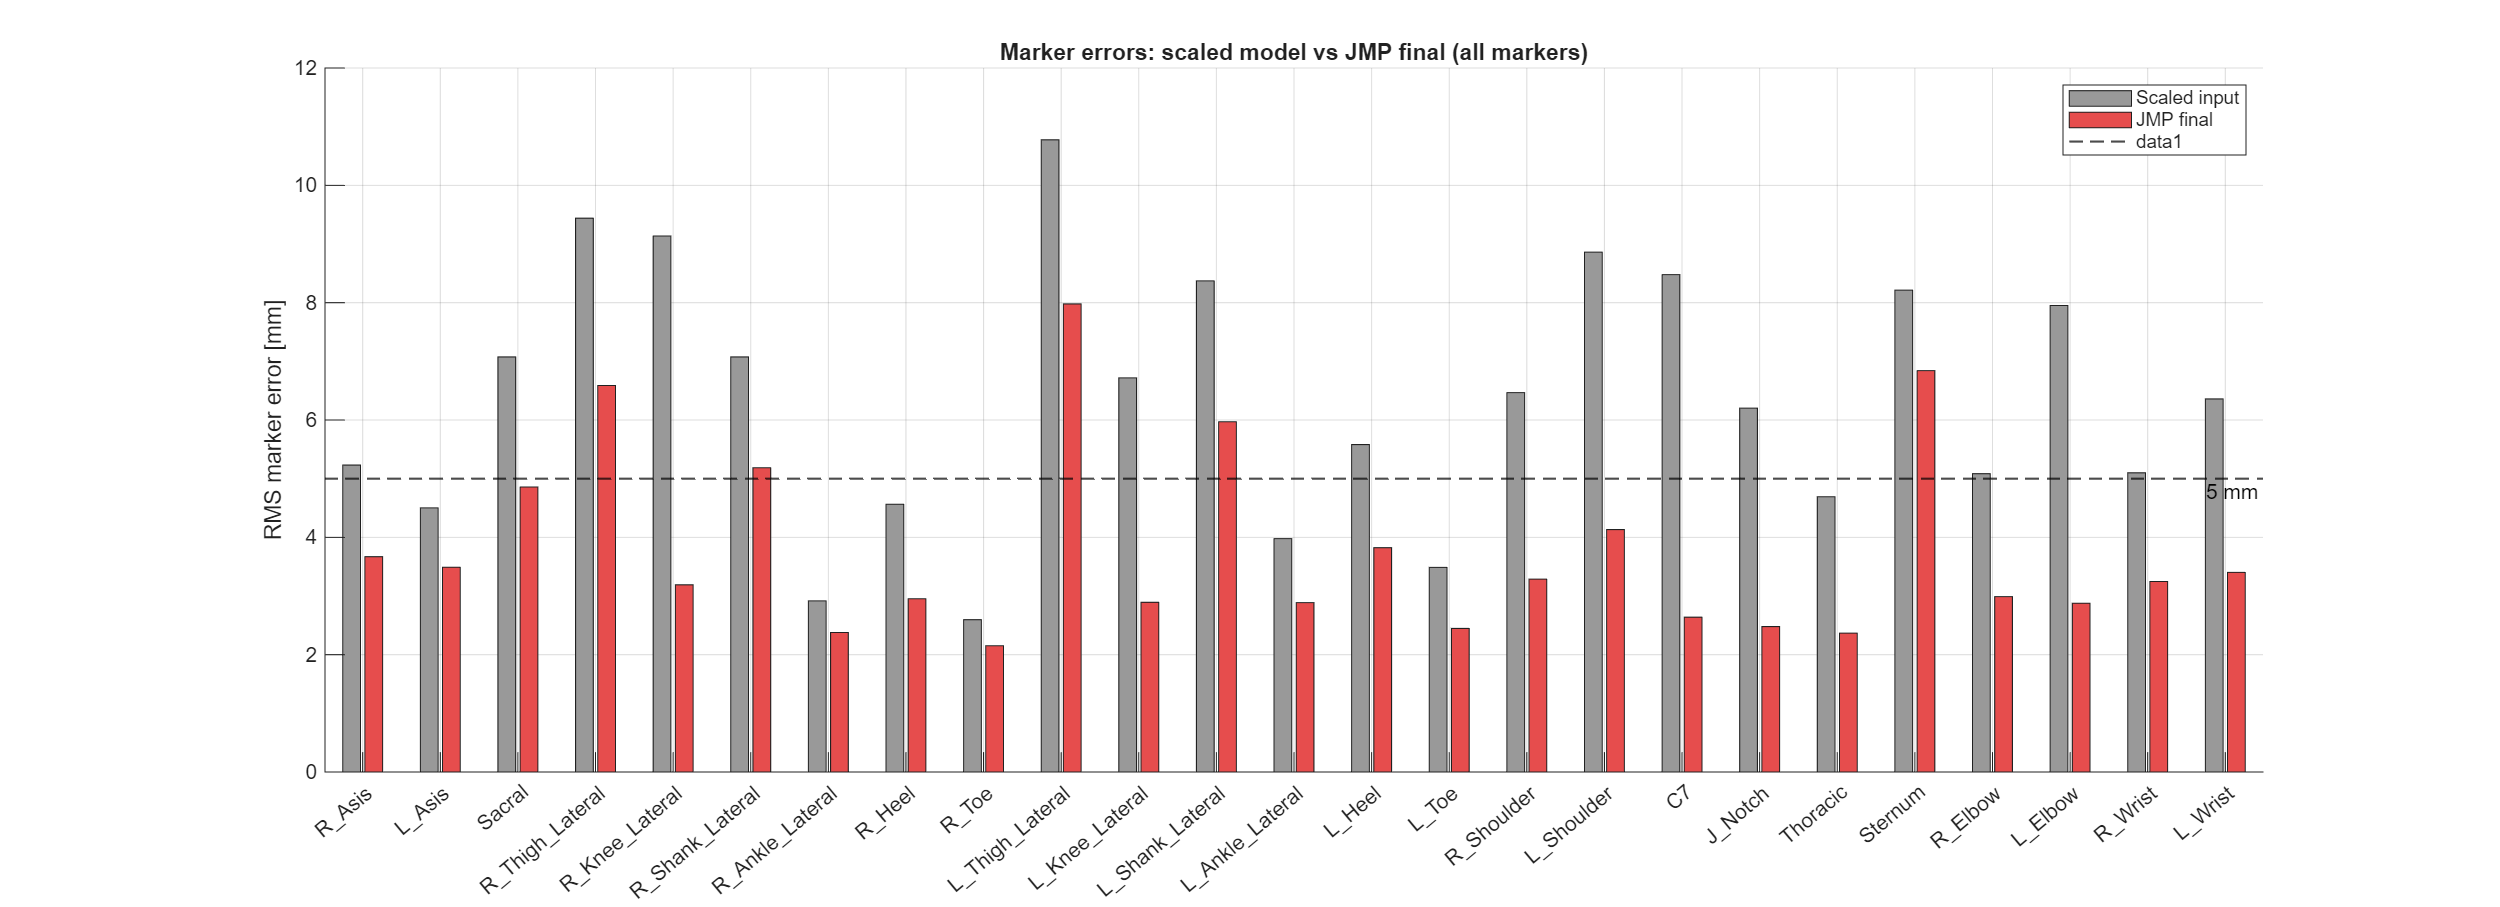 Marker errors: scaled model vs JMP final (all markers)
12
10
8
6
4
2
0
RMS marker error [mm]
Scaled input
JMP final
data1
5 mm
R_Asis
L_Asis
Sacral
R_Thigh_Lateral
R_Knee_Lateral
R_Shank_Lateral
R_Ankle_Lateral
R_Heel
R_Toe
L_Thigh_Lateral
L_Knee_Lateral
L_Shank_Lateral
L_Ankle_Lateral
L_Heel
L_Toe
R_Shoulder
L_Shoulder
C7
J_Notch
Thoracic
Sternum
R_Elbow
L_Elbow
R_Wrist
L_Wrist